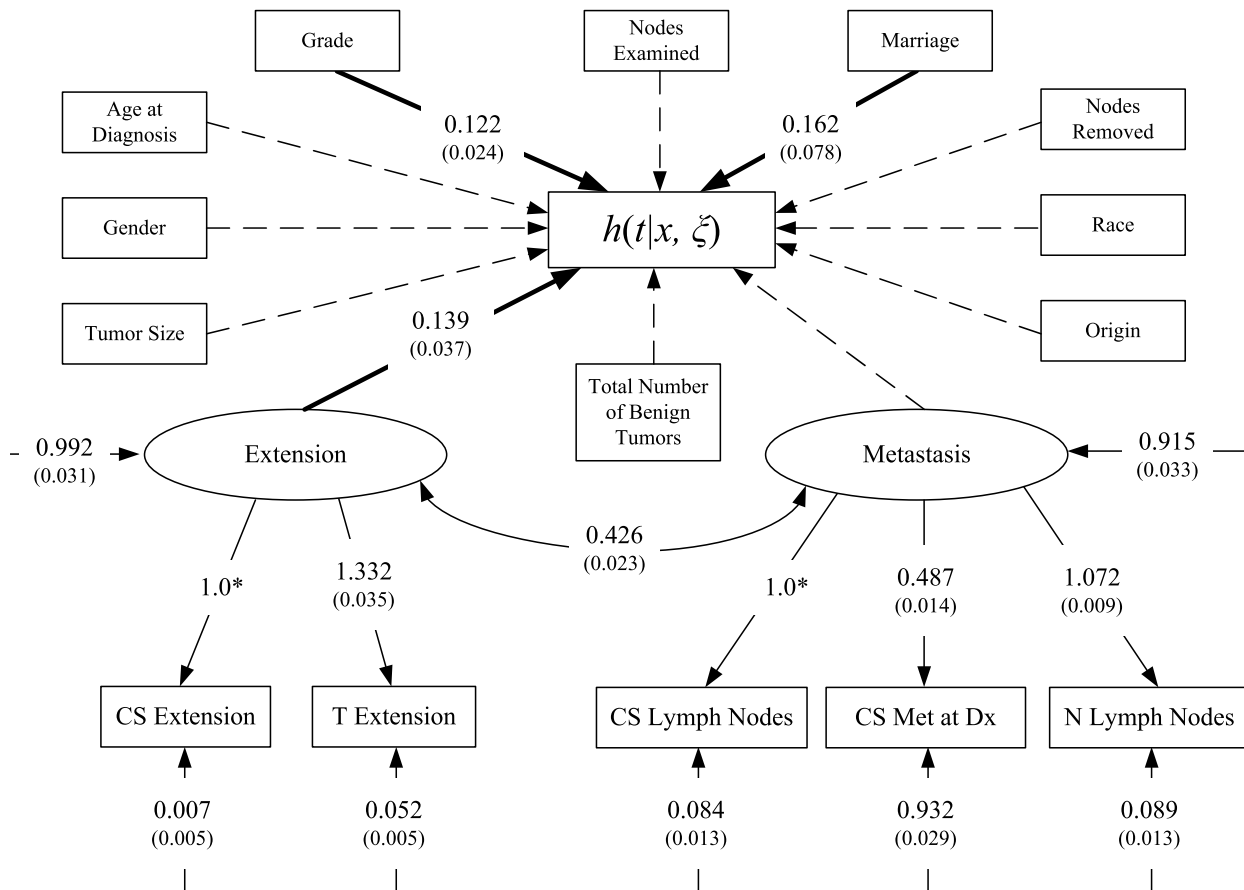 Grade
Nodes
Examined
Marriage
Age at
Diagnosis
0.122
(0.024)
0.162
(0.078)
Nodes
Removed
Gender
h(t|x, ξ)
Race
Tumor Size
0.139
(0.037)
Origin
Total Number
of Benign
Tumors
0.992
(0.031)
Extension
Metastasis
0.915
(0.033)
0.426
(0.023)
1.0*
1.332
(0.035)
1.0*
0.487
(0.014)
1.072
(0.009)
CS Extension
T Extension
CS Lymph Nodes
CS Met at Dx
N Lymph Nodes
0.007
(0.005)
0.052
(0.005)
0.084
(0.013)
0.932
(0.029)
0.089
(0.013)